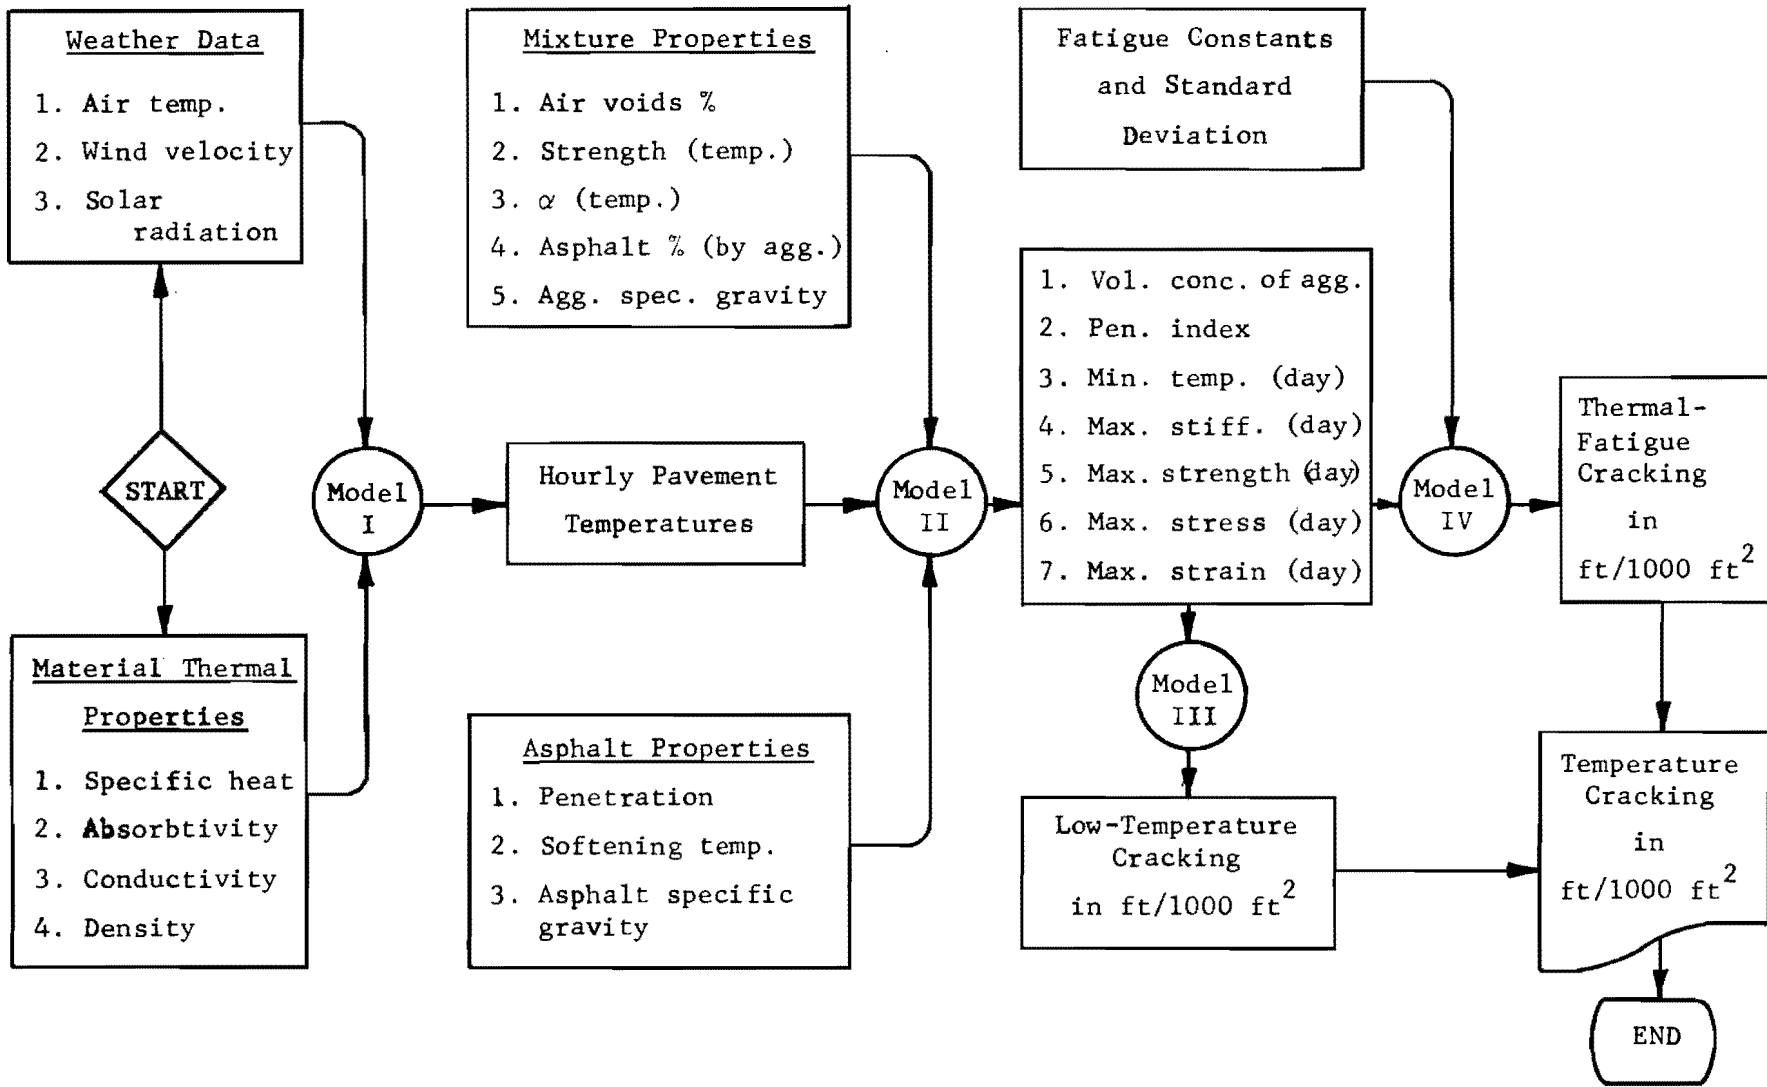 Weather Data
1. Air temp.
2. Wind velocity
3. Solar
radiation
START
Material Thermal
Properties
1. Specific heat
2. Absorbtivity
3. Conductivity
4. Density
Model
I
Mixture Properties
1. Air voids %
2. Strength (temp.)
3. α (temp.)
4. Asphalt % (by agg.)
5. Agg. spec. gravity
Hourly Pavement
Temperatures
Asphalt Properties
1. Penetration
2. Softening temp.
3. Asphalt specific
gravity
Model
II
Fatigue Constants
and Standard
Deviation
1. Vol. conc. of agg.
2. Pen. index
3. Min. temp. (day)
4. Max. stiff. (day)
5. Max. strength (day)
6. Max. stress (day)
7. Max. strain (day)
Model
III
Low-Temperature
Cracking
in ft/1000 ft²
Model
IV
Thermal-
Fatigue
Cracking
in
ft/1000 ft²
Temperature
Cracking
in
ft/1000 ft²
END